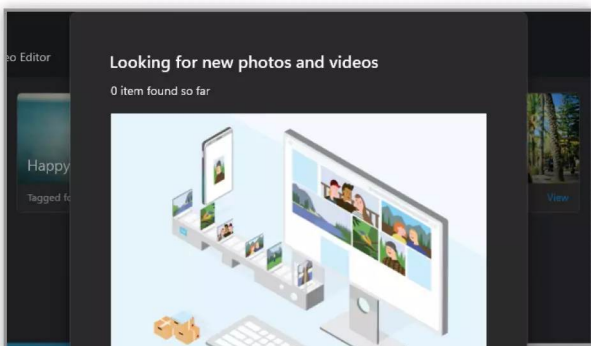 eo Editor
Looking for new photos and videos
0 item found so far
Happy
Tagged fo
View